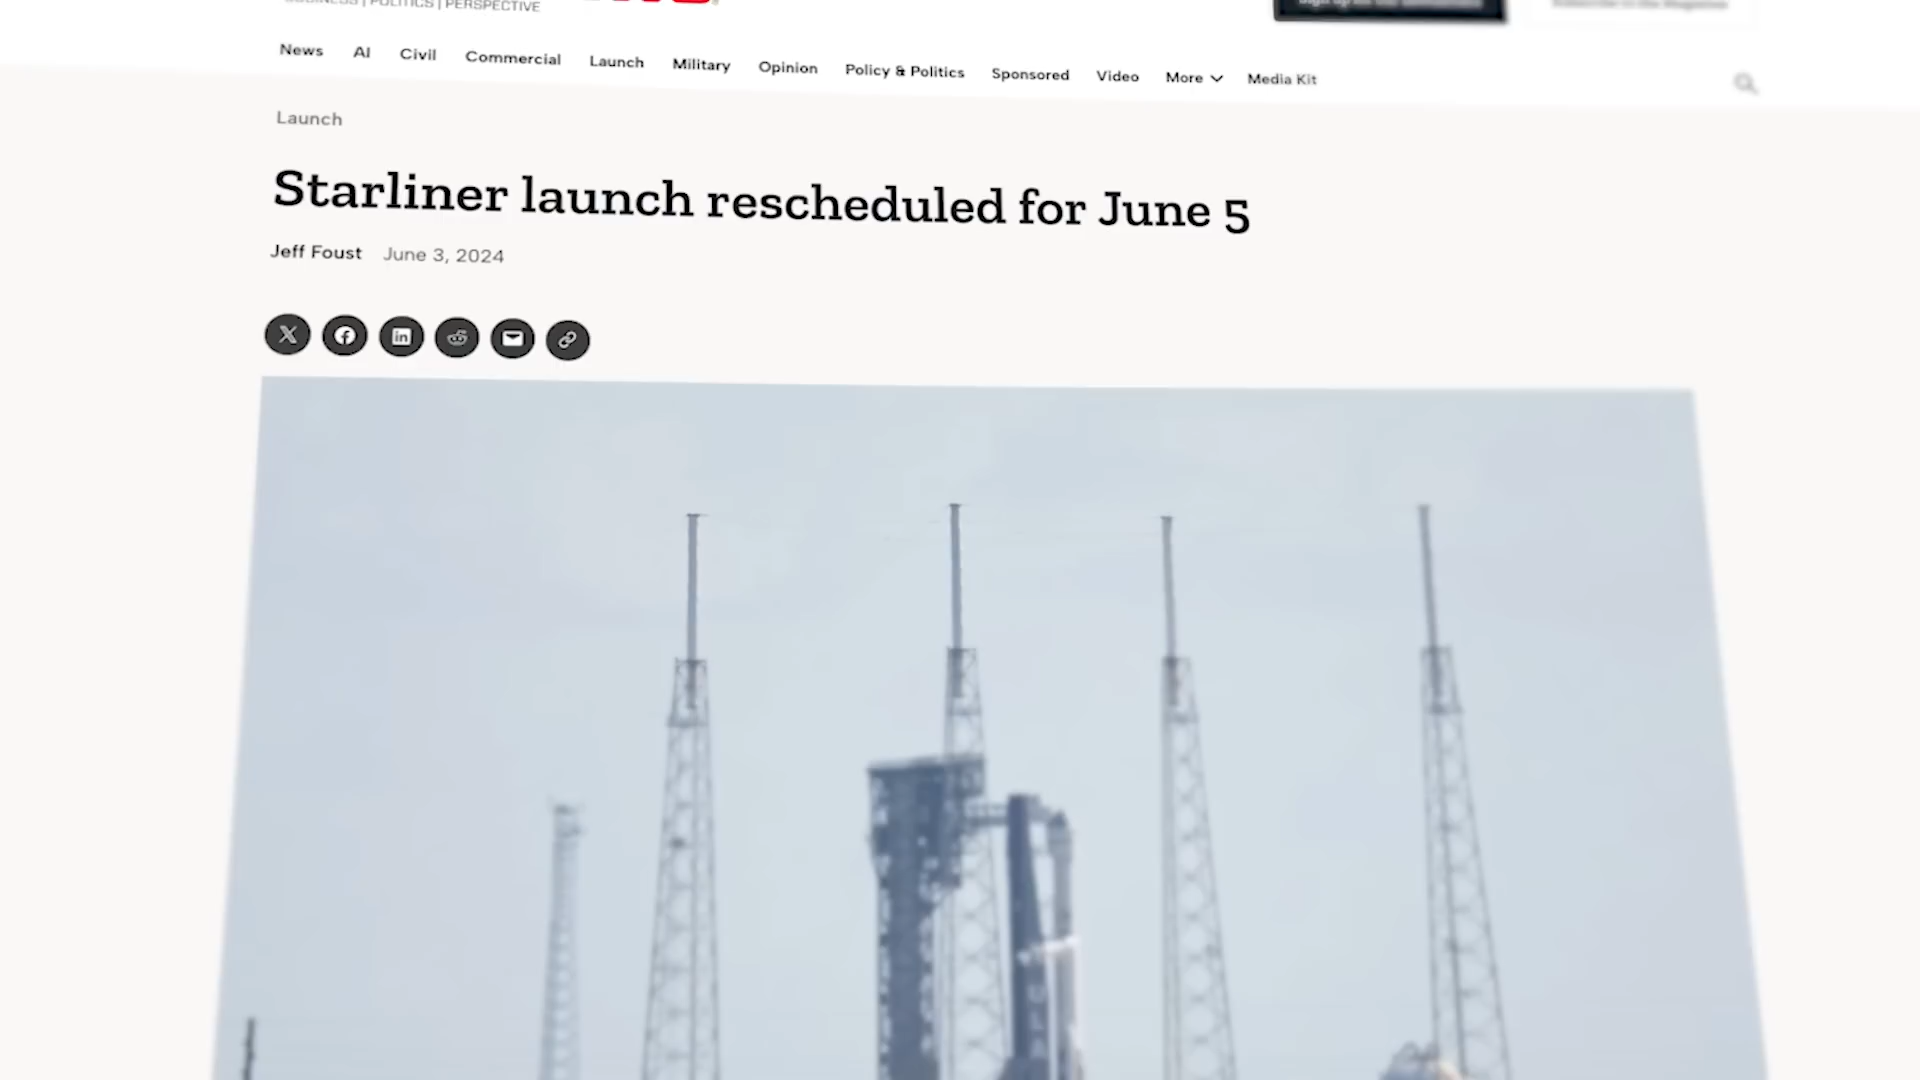 BUSINESS | POLITICS | PERSPECTIVE
News AI Civil Commercial Launch Military Opinion Policy & Politics Sponsored Video More Media Kit
Launch
Starliner launch rescheduled for June 5
Jeff Foust June 3, 2024